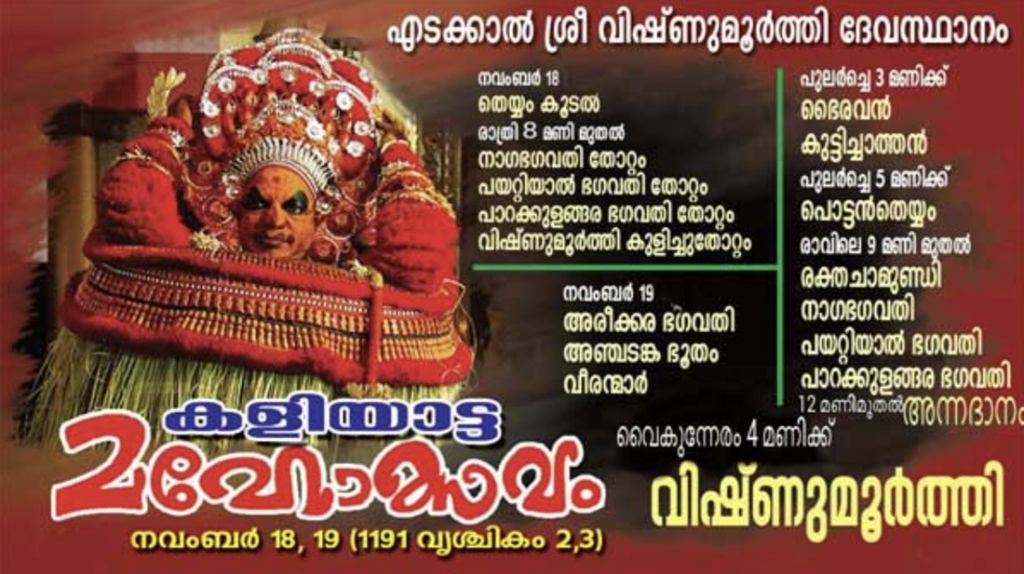 എടക്കാൽ ശ്രീ വിഷ്ണുമൂർത്തി ദേവസ്ഥാനം
നവംബർ 18
തെയ്യം കൂടൽ
രാത്രി 8 മണി മുതൽ
നാഗഭഗവതി തോറ്റം
പയറ്റിയാൽ ഭഗവതി തോറ്റം
പാറക്കുളങ്ങര ഭഗവതി തോറ്റം
വിഷ്ണുമൂർത്തി കുളിച്ചുതോറ്റം
നവംബർ 19
അരീക്കര ഭഗവതി
അഞ്ചടങ്ക ഭൂതം
വീരന്മാർ
പുലർച്ചെ 3 മണിക്ക്
ഭൈരവൻ
കുട്ടിച്ചാത്തൻ
പുലർച്ചെ 5 മണിക്ക്
പൊട്ടൻതെയ്യം
രാവിലെ 9 മണി മുതൽ
രക്തചാമുണ്ഡി
നാഗഭഗവതി
പയറ്റിയാൽ ഭഗവതി
പാറക്കുളങ്ങര ഭഗവതി
12 മണിമുതൽ അന്നദാനം
വൈകുന്നേരം 4 മണിക്ക്
വിഷ്ണുമൂർത്തി
കളിയാട്ട
മഹോത്സവം
നവംബർ 18, 19 (1191 വൃശ്ചികം 2,3)